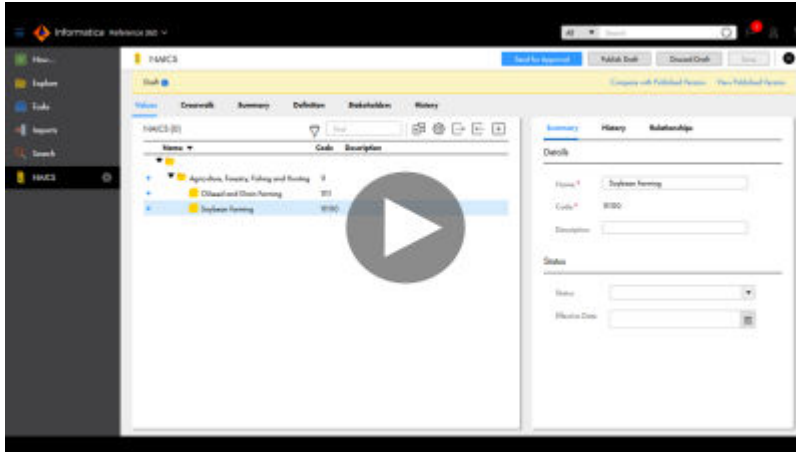 Informatica Reference 360
All Search
New...
NAICS
Send for Approval Publish Draft Discard Draft Save
Explore
Draft
Compare with Published Version View Published Version
Tasks
Values Crosswalk Summary Definition Stakeholders History
Imports
NAICS (0) Find
Summary History Relationships
Search
Name Code Description
Details
NAICS
Agriculture, Forestry, Fishing and Hunting
Name * Soybean Farming
Oilseed and Grain Farming
Soybean Farming
Code *
Description
Status
Status
Effective Date